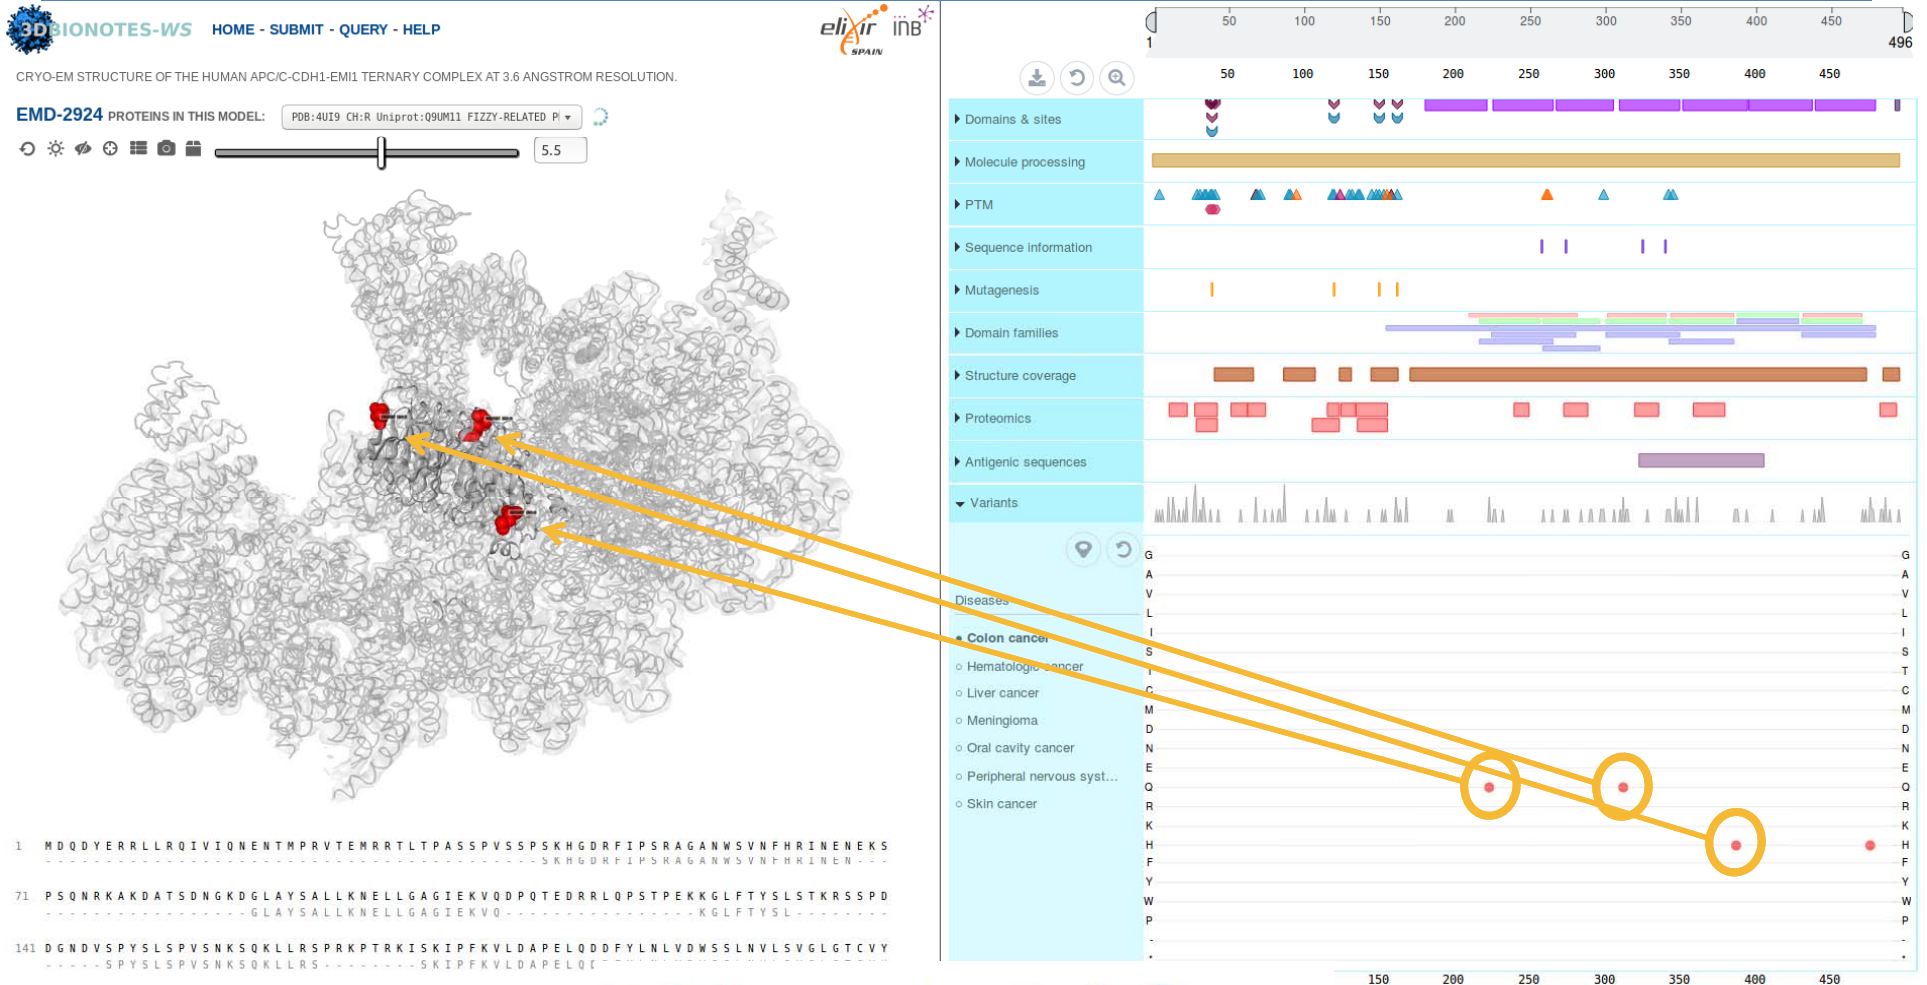 3DBIONOTES-WS
HOME - SUBMIT - QUERY - HELP
elixir
SPAIN
INB
CRYO-EM STRUCTURE OF THE HUMAN APC/C-CDH1-EMI1 TERNARY COMPLEX AT 3.6 ANGSTROM RESOLUTION.
EMD-2924 PROTEINS IN THIS MODEL:
PDB:4UI9 CH:R Uniprot:Q9UM11 FIZZY-RELATED P
5.5
1 MDQDYERRLLRQIVIQNENTMPRVTEMRRTLTPASSPVSSPSKHGDRFIPSRAGANWSVNFHRINENEKS
-----------------------------------------SKHGDRFIPSRAGANWSVNFHRINEN---
71 PSQNRKAKDATSDNGKDGLAYSALLKNELLGAGIEKVQDPQTEDRRLQPSTPEKKGLFTYSLSTKRSSPD
-----------------GLAYSALLKNELLGAGIEKVQ----------------KGLFTYSL--------
141 DGNDVSPYSLSPVSNKSQKLLRSPRKPTRKISKIPFKVLDAPELQDDFYLNLVDWSSLNVLSVGLGTCVY
-----SPYSLSPVSNKSQKLLRS--------SKIPFKVLDAPELQD
50 100 150 200 250 300 350 400 450
1 496
50 100 150 200 250 300 350 400 450
Domains & sites
Molecule processing
PTM
Sequence information
Mutagenesis
Domain families
Structure coverage
Proteomics
Antigenic sequences
Variants
Diseases
Colon cancer
Hematologic cancer
Liver cancer
Meningioma
Oral cavity cancer
Peripheral nervous syst...
Skin cancer
G G
A A
V V
L L
I I
S S
T T
C C
M M
D D
N N
E E
Q Q
R R
K K
H H
F F
Y Y
W W
P P
- -
* *
150 200 250 300 350 400 450